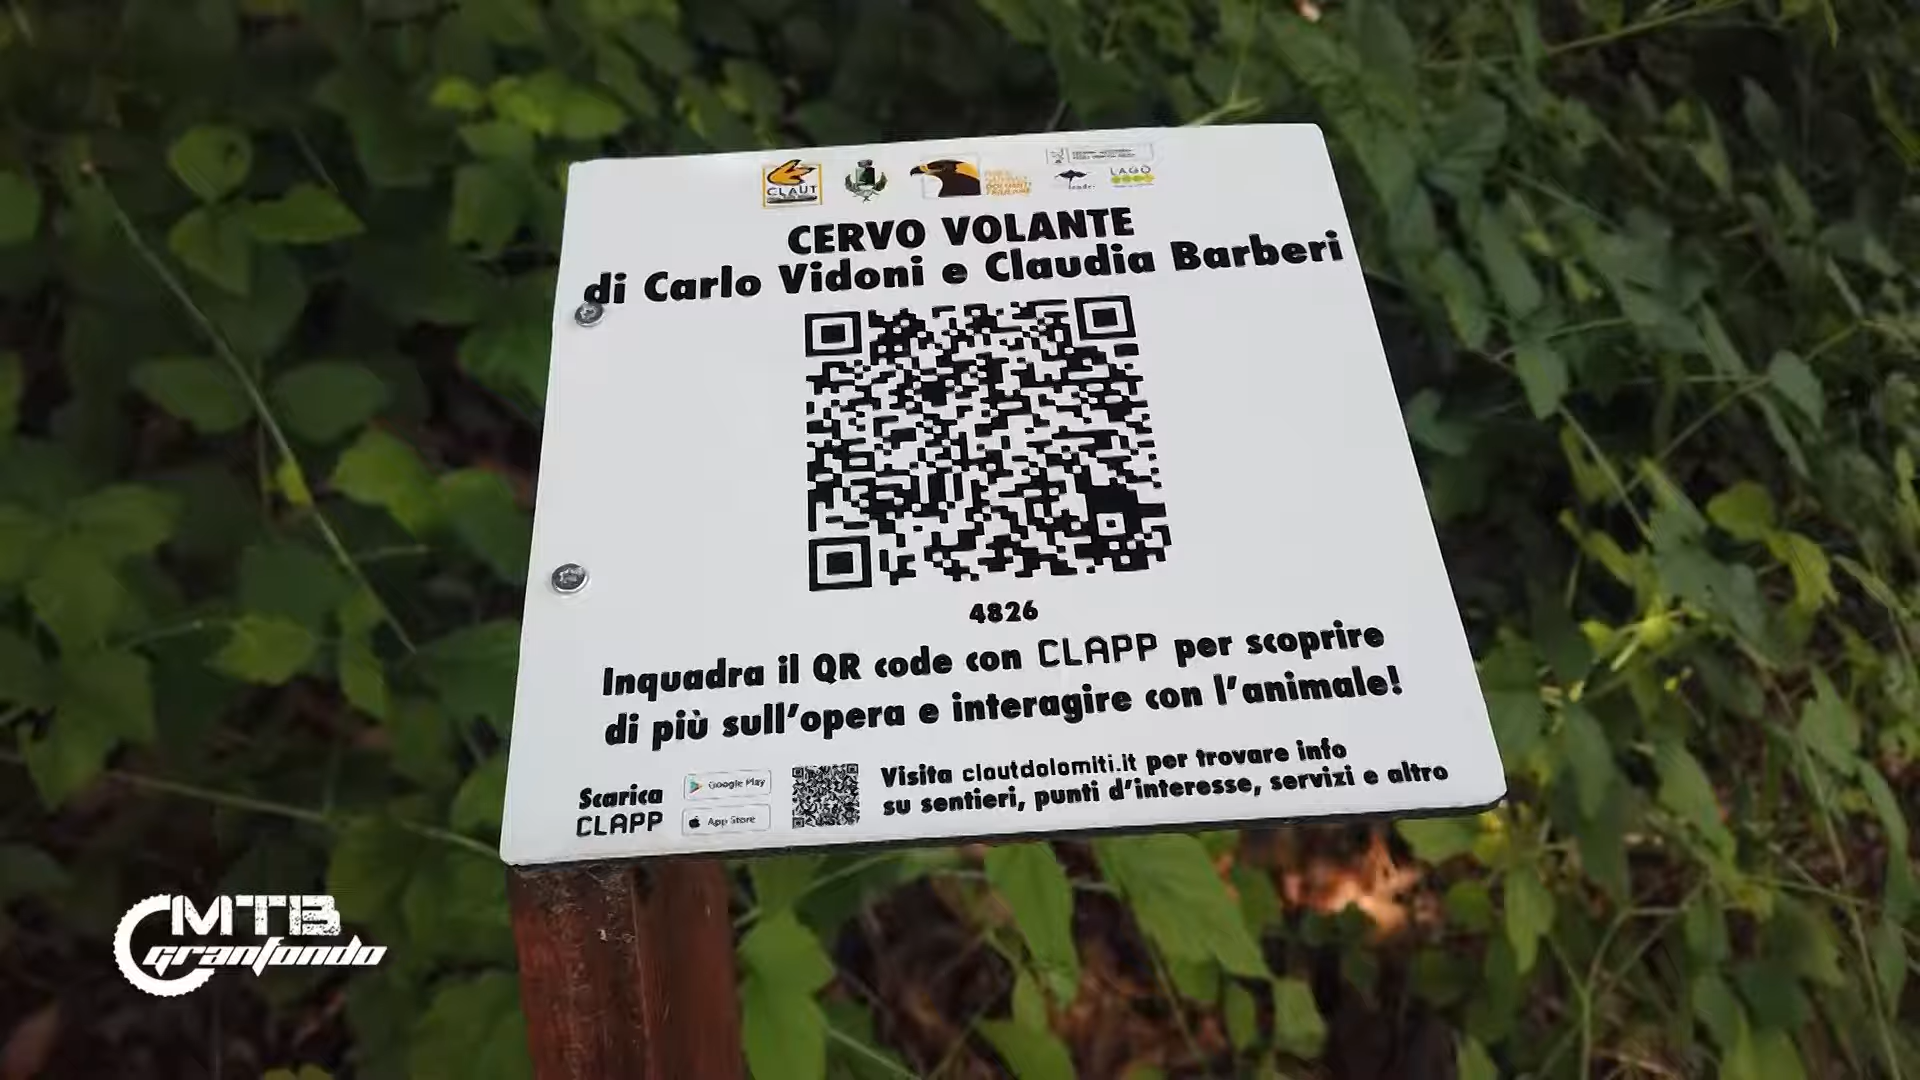 CLAUT
LAGO
CERVO VOLANTE
di Carlo Vidoni e Claudia Barberi
4826
Inquadra il QR code con CLAPP per scoprire
di più sull'opera e interagire con l'animale!
Scarica
CLAPP
Google Play
App Store
Visita clautdolomiti.it per trovare info
su sentieri, punti d'interesse, servizi e altro
MTB
granfondo